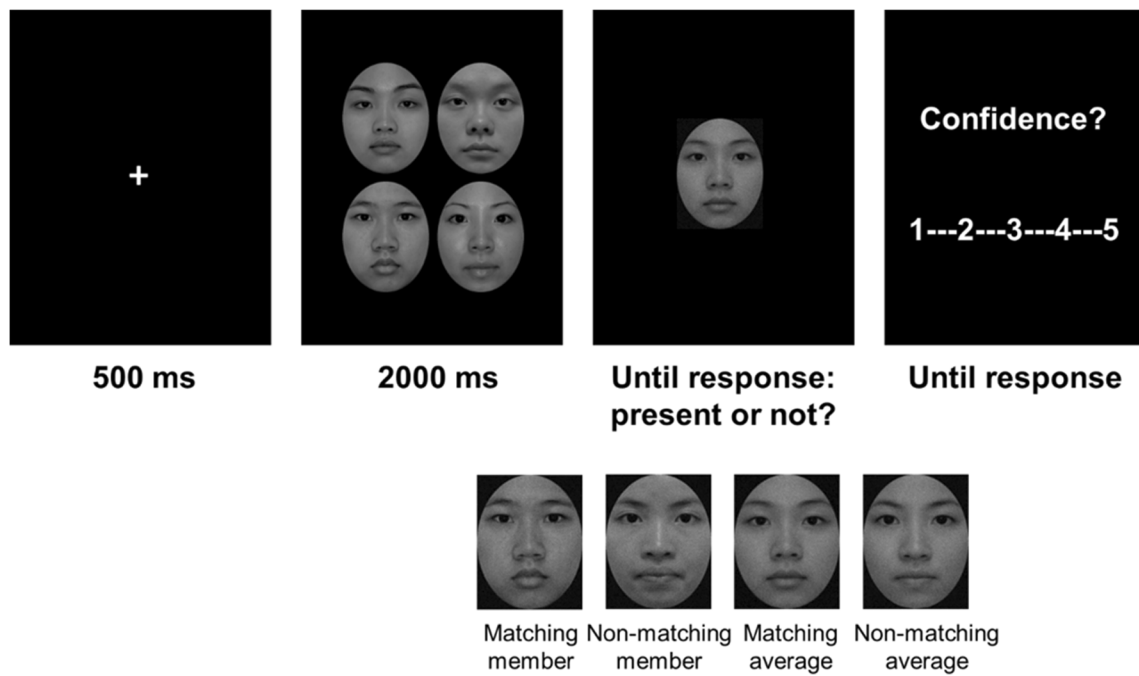 +
Confidence?
1---2---3---4---5
500 ms
2000 ms
Until response:
present or not?
Until response
Matching
member
Non-matching
member
Matching
average
Non-matching
average